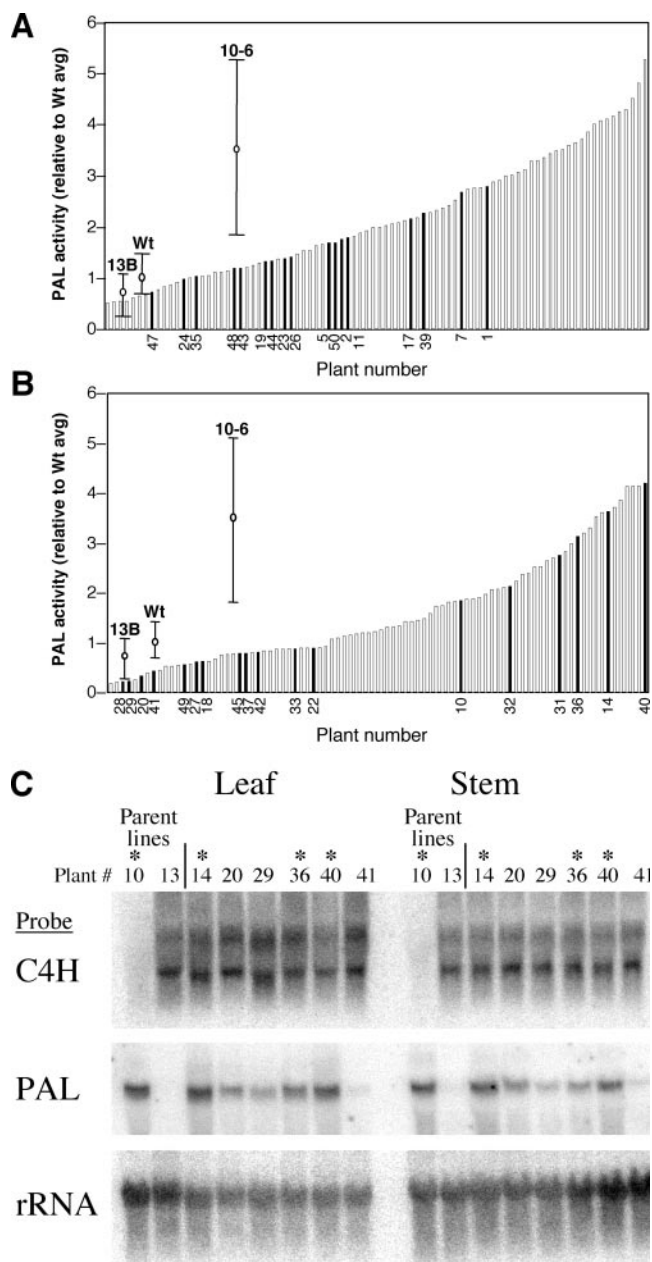 A
PAL activity (relative to Wt avg)
6
5
4
3
2
1
0
10-6
13B
Wt
47 24 35 48 43 19 44 23 26 5 50 2 11 17 39 7 1
Plant number
B
PAL activity (relative to Wt avg)
6
5
4
3
2
1
0
10-6
13B
Wt
28 29 20 41 49 27 18 45 37 42 33 22 10 32 31 36 14 40
Plant number
C
Leaf Stem
Parent lines Parent lines
* * * * * * * *
Plant # 10 13 14 20 29 36 40 41 10 13 14 20 29 36 40 41
Probe
C4H
PAL
rRNA